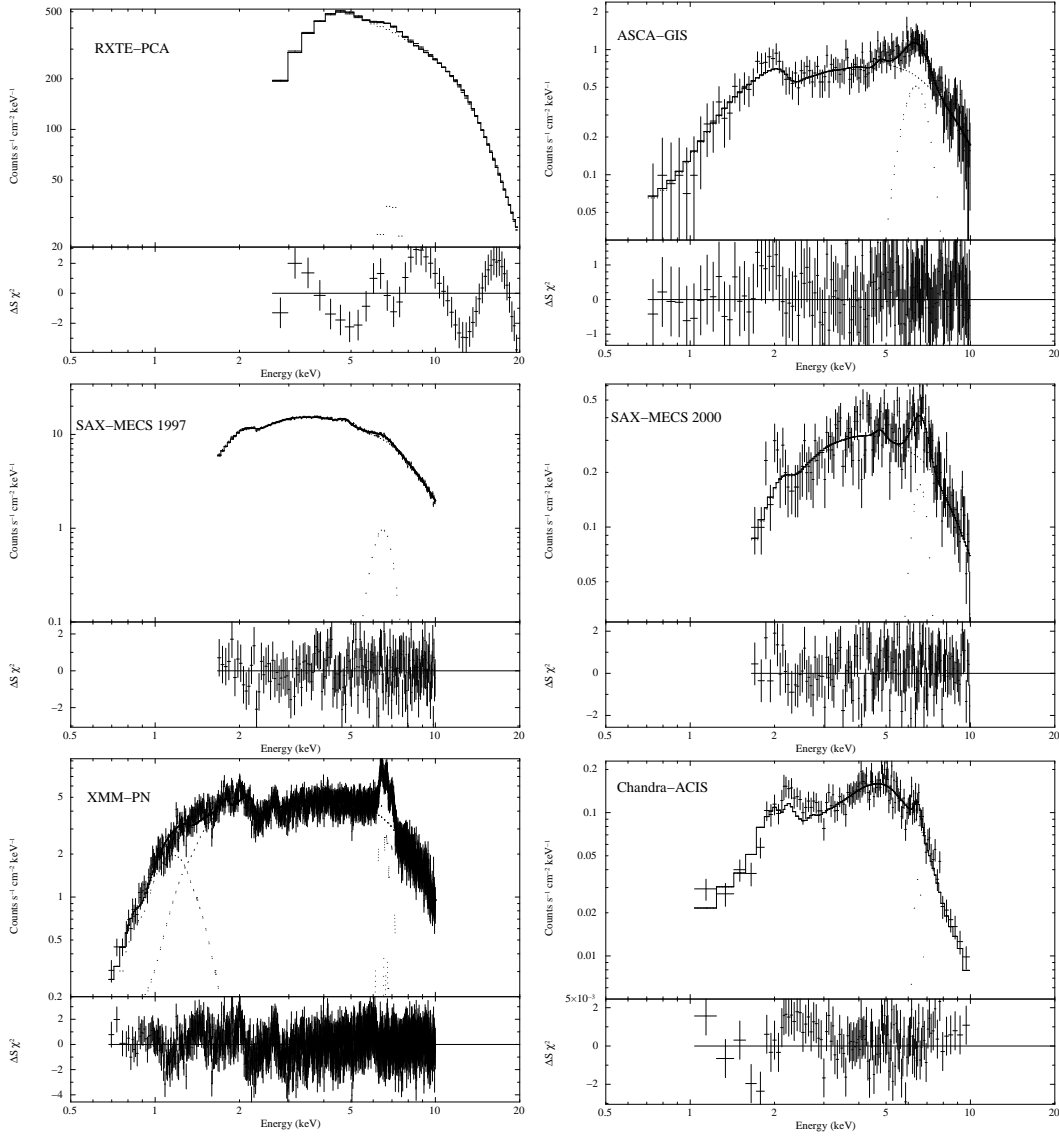 RXTE−PCA
Counts s−1 cm−2 keV−1
500
200
100
50
20
ΔS χ2
2
0
−2
0.5 1 2 5 10 20
Energy (keV)
ASCA−GIS
Counts s−1 cm−2 keV−1
1
0.5
0.1
0.05
ΔS χ2
1
0
−1
0.5 1 2 5 10 20
Energy (keV)
SAX−MECS 1997
Counts s−1 cm−2 keV−1
10
1
0.1
ΔS χ2
2
0
−2
0.5 1 2 5 10 20
Energy (keV)
SAX−MECS 2000
Counts s−1 cm−2 keV−1
0.5
0.2
0.1
0.05
ΔS χ2
2
0
−2
0.5 1 2 5 10 20
Energy (keV)
XMM−PN
Counts s−1 cm−2 keV−1
5
2
1
0.5
0.2
ΔS χ2
2
0
−2
−4
0.5 1 2 5 10 20
Energy (keV)
Chandra−ACIS
Counts s−1 cm−2 keV−1
0.2
0.1
0.05
0.02
0.01
5×10−3
ΔS χ2
2
0
−2
0.5 1 2 5 10 20
Energy (keV)